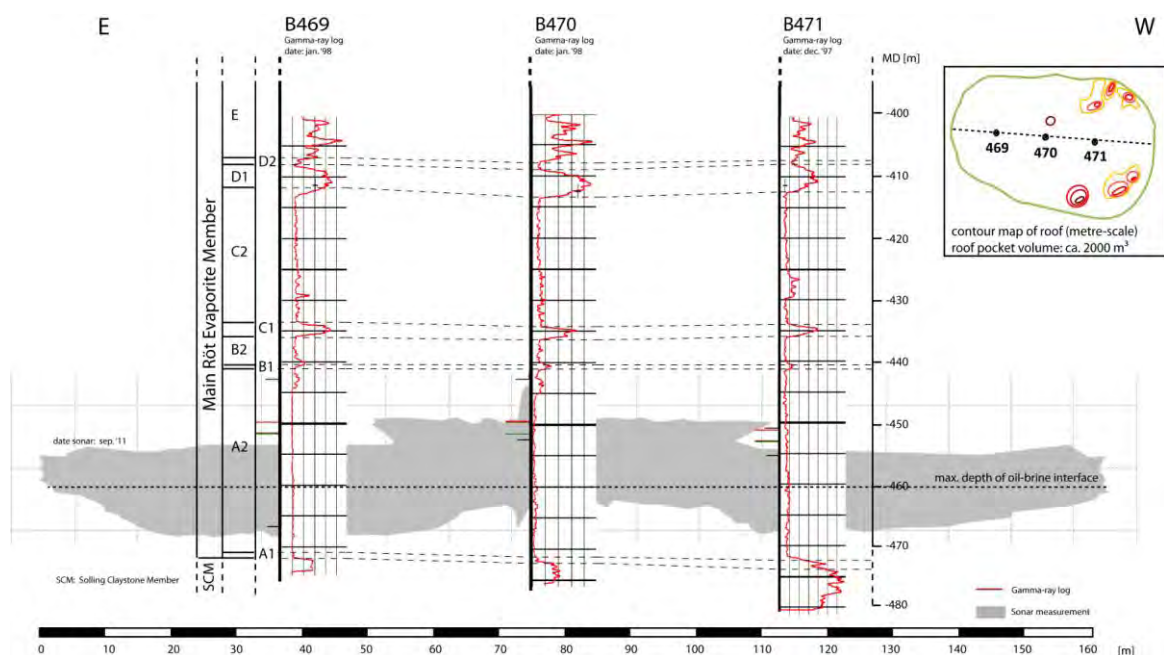 E
B469
Gamma-ray log
date: jan. '98
B470
Gamma-ray log
date: jan. '98
B471
Gamma-ray log
date: dec. '97
W
MD [m]
-400
-410
-420
-430
-440
-450
-460
-470
-480
Main Röt Evaporite Member
SCM
E
D2
D1
C2
C1
B2
B1
A2
A1
469
470
471
contour map of roof (metre-scale)
roof pocket volume: ca. 2000 m³
date sonar: sep. '11
max. depth of oil-brine interface
SCM: Solling Claystone Member
Gamma-ray log
Sonar measurement
0 10 20 30 40 50 60 70 80 90 100 110 120 130 140 150 160 [m]